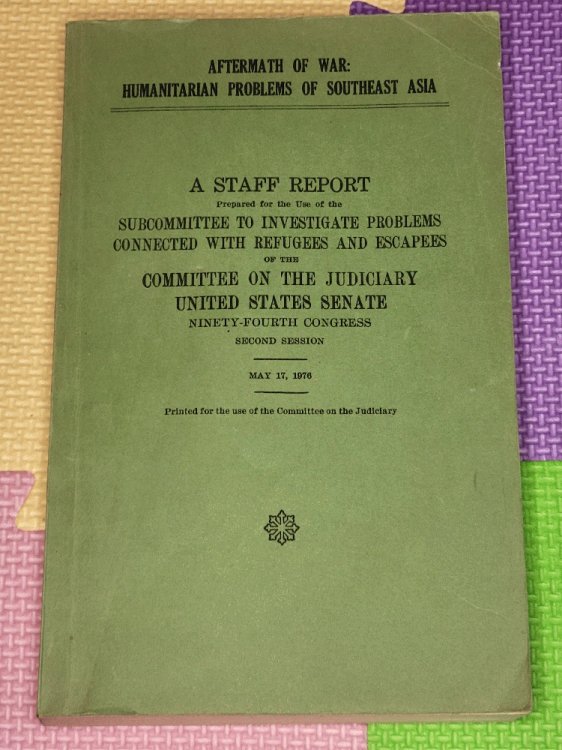 AFTERMATH OF WAR:
HUMANITARIAN PROBLEMS OF SOUTHEAST ASIA
A STAFF REPORT
Prepared for the Use of the
SUBCOMMITTEE TO INVESTIGATE PROBLEMS
CONNECTED WITH REFUGEES AND ESCAPEES
OF THE
COMMITTEE ON THE JUDICIARY
UNITED STATES SENATE
NINETY-FOURTH CONGRESS
SECOND SESSION
MAY 17, 1976
Printed for the use of the Committee on the Judiciary